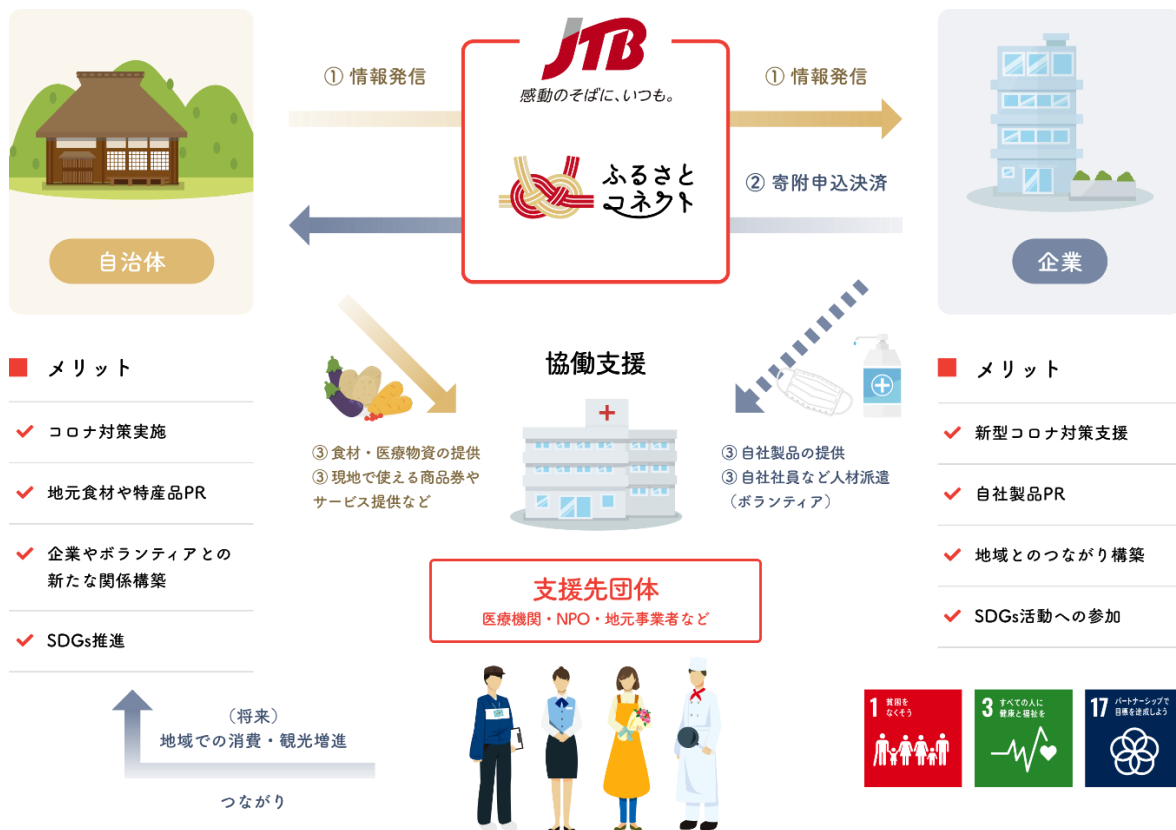 JTB
感動のそばに、いつも。
ふるさと
コネクト
① 情報発信
① 情報発信
② 寄附申込決済
自治体
企業
メリット
コロナ対策実施
地元食材や特産品PR
企業やボランティアとの
新たな関係構築
SDGs推進
協働支援
③ 食材・医療物資の提供
③ 現地で使える商品券や
サービス提供など
③ 自社製品の提供
③ 自社社員など人材派遣
（ボランティア）
メリット
新型コロナ対策支援
自社製品PR
地域とのつながり構築
SDGs活動への参加
支援先団体
医療機関・NPO・地元事業者など
（将来）
地域での消費・観光増進
つながり
1 貧困を
なくそう
3 すべての人に
健康と福祉を
17 パートナーシップで
目標を達成しよう